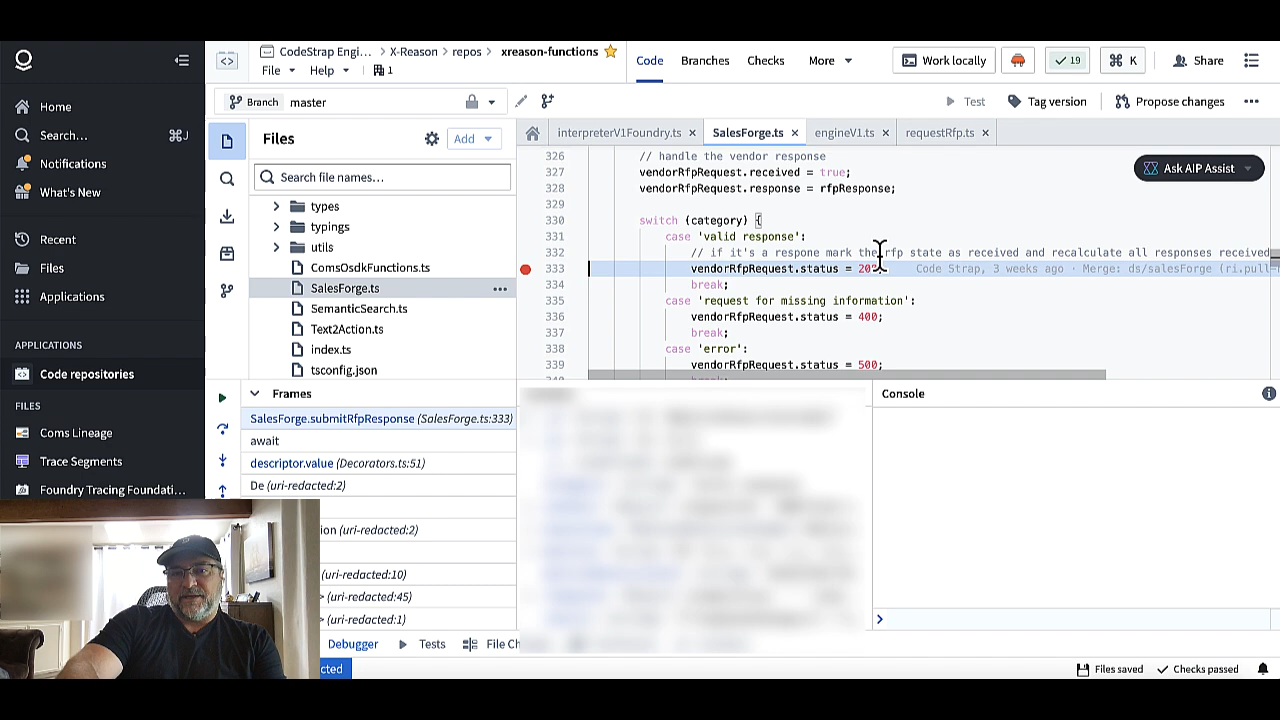 CodeStrap Engi... > X-Reason > repos > xreason-functions
File Help 1
Code Branches Checks More
Work locally 19 ⌘ K Share
Branch master
Test Tag version Propose changes
Home
Search... ⌘J
Notifications
What's New
Recent
Files
Applications
APPLICATIONS
Code repositories
FILES
Coms Lineage
Trace Segments
Foundry Tracing Foundati...
Files Add
Search file names...
types
typings
utils
ComsOsdkFunctions.ts
SalesForge.ts
SemanticSearch.ts
Text2Action.ts
index.ts
tsconfig.json
interpreterV1Foundry.ts SalesForge.ts engineV1.ts requestRfp.ts
Ask AIP Assist
326 // handle the vendor response
327 vendorRfpRequest.received = true;
328 vendorRfpRequest.response = rfpResponse;
329
330 switch (category) {
331 case 'valid response':
332 // if it's a respone mark the rfp state as received and recalculate all responses received
333 vendorRfpRequest.status = Code Strap, 3 weeks ago · Merge: ds/salesForge (ri.pull-
334 break;
335 case 'request for missing information':
336 vendorRfpRequest.status = 400;
337 break;
338 case 'error':
339 vendorRfpRequest.status = 500;
Frames
SalesForge.submitRfpResponse (SalesForge.ts:333)
await
descriptor.value (Decorators.ts:51)
De (uri-redacted:2)
ion (uri-redacted:2)
(uri-redacted:10)
> (uri-redacted:45)
> (uri-redacted:1)
Console
Debugger Tests File Ch
cted
Files saved Checks passed